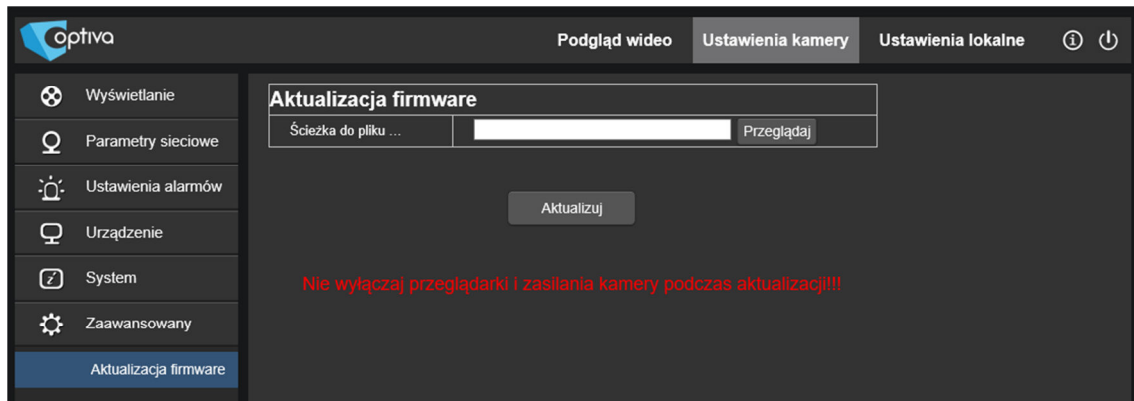 optiva
Podgląd wideo
Ustawienia kamery
Ustawienia lokalne
Wyświetlanie
Parametry sieciowe
Ustawienia alarmów
Urządzenie
System
Zaawansowany
Aktualizacja firmware
Aktualizacja firmware
Ścieżka do pliku ...
Przeglądaj
Aktualizuj
Nie wyłączaj przeglądarki i zasilania kamery podczas aktualizacji!!!